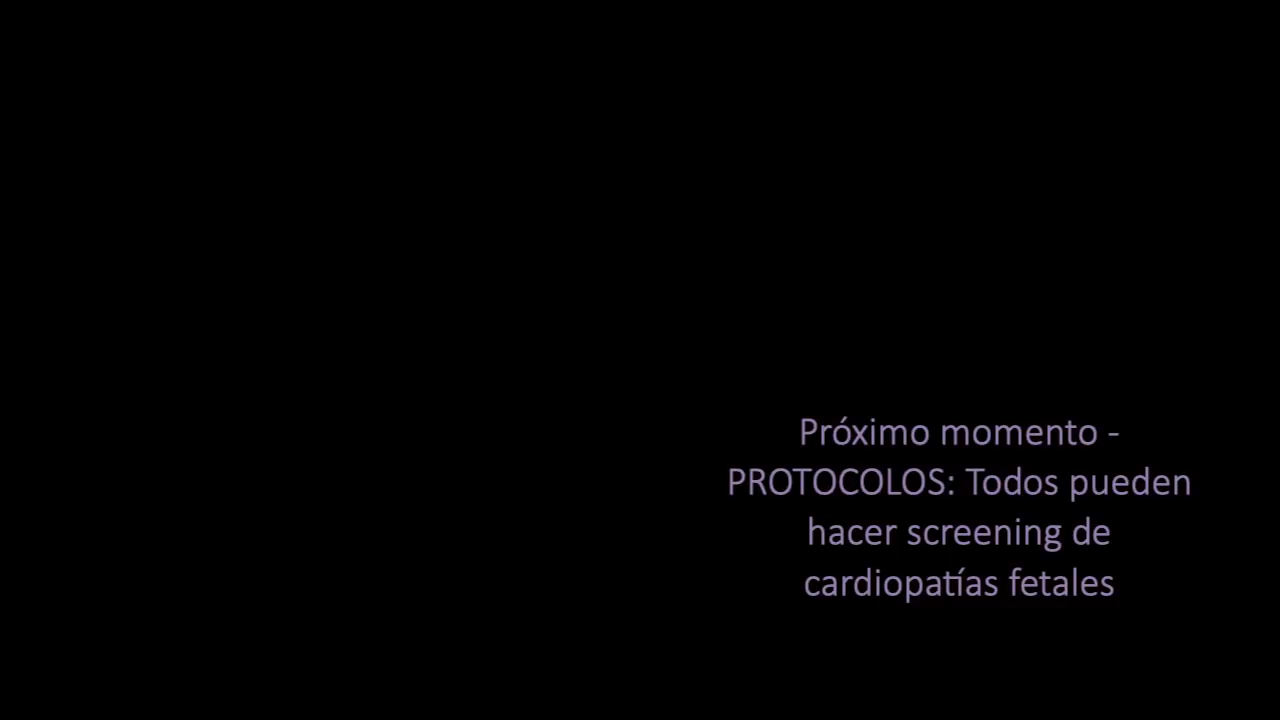 Próximo momento -
PROTOCOLOS: Todos pueden
hacer screening de
cardiopatías fetales